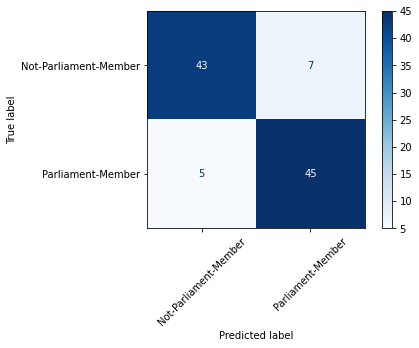 Not-Parliament-Member
43
7
True label
Parliament-Member
5
45
Not-Parliament-Member
Parliament-Member
Predicted label
45
40
35
30
25
20
15
10
5